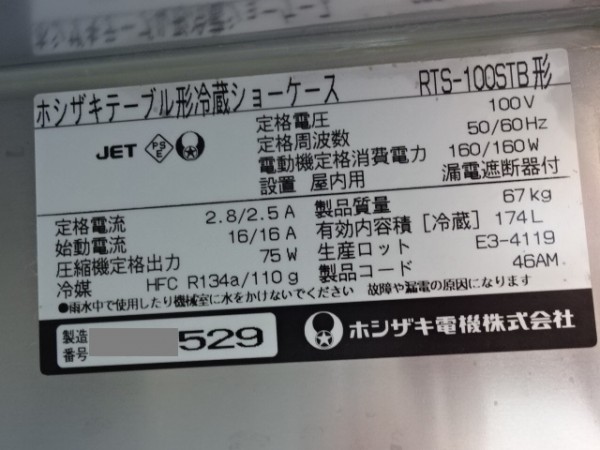 ホシザキテーブル形冷蔵ショーケース RTS-100STB形
JET PSE
定格電圧 100V
定格周波数 50/60Hz
電動機定格消費電力 160/160W
設置 屋内用 漏電遮断器付
定格電流 2.8/2.5A
始動電流 16/16A
圧縮機定格出力 75W
冷媒 HFC R134a/110g
製品質量 67kg
有効内容積[冷蔵] 174L
生産ロット E3-4119
製品コード 46AM
●雨水中で使用したり機械室に水をかけないでください 故障や漏電の原因になります。
製造番号 529
ホシザキ電機株式会社